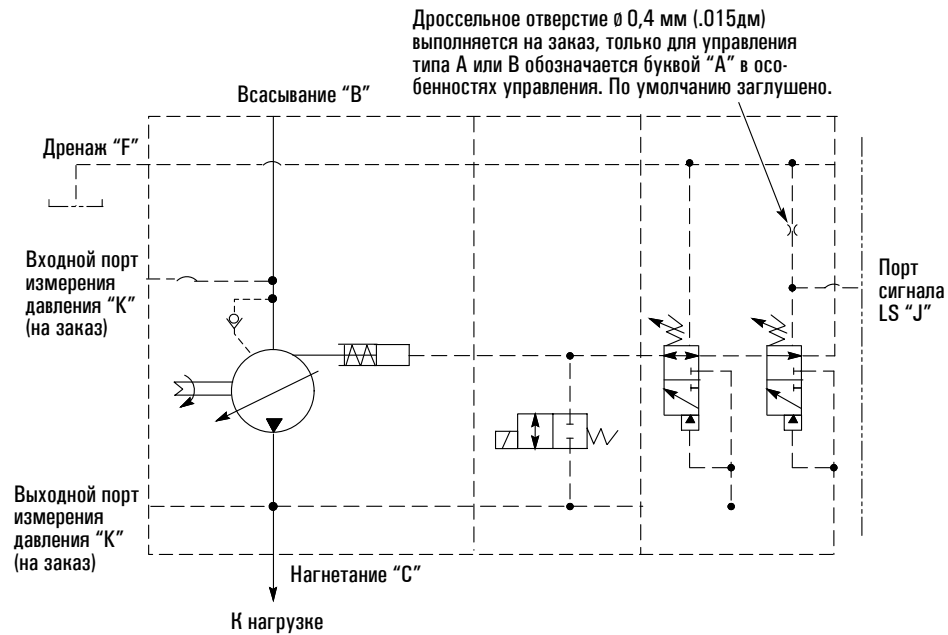 Дроссельное отверстие ø 0,4 мм (.015дм)
выполняется на заказ, только для управления
типа А или В обозначается буквой “А” в осо-
бенностях управления. По умолчанию заглушено.
Всасывание “В”
Дренаж “F”
Входной порт
измерения
давления “К”
(на заказ)
Порт
сигнала
LS “J”
Выходной порт
измерения
давления “К”
(на заказ)
Нагнетание “С”
К нагрузке